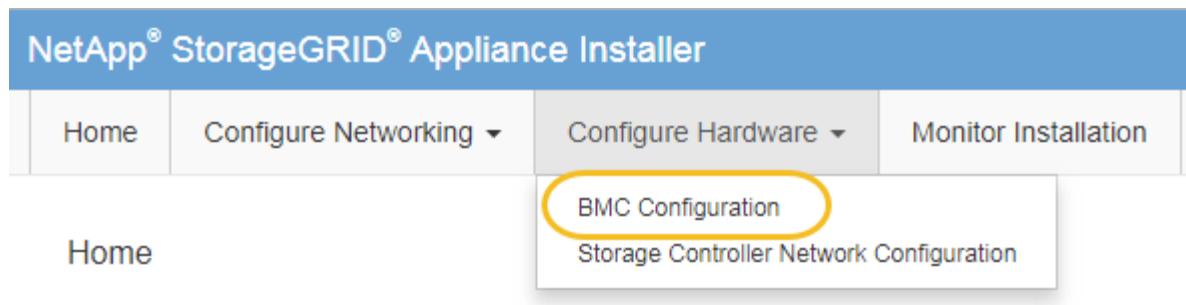 NetApp® StorageGRID® Appliance Installer
Home Configure Networking Configure Hardware Monitor Installation
BMC Configuration
Home Storage Controller Network Configuration